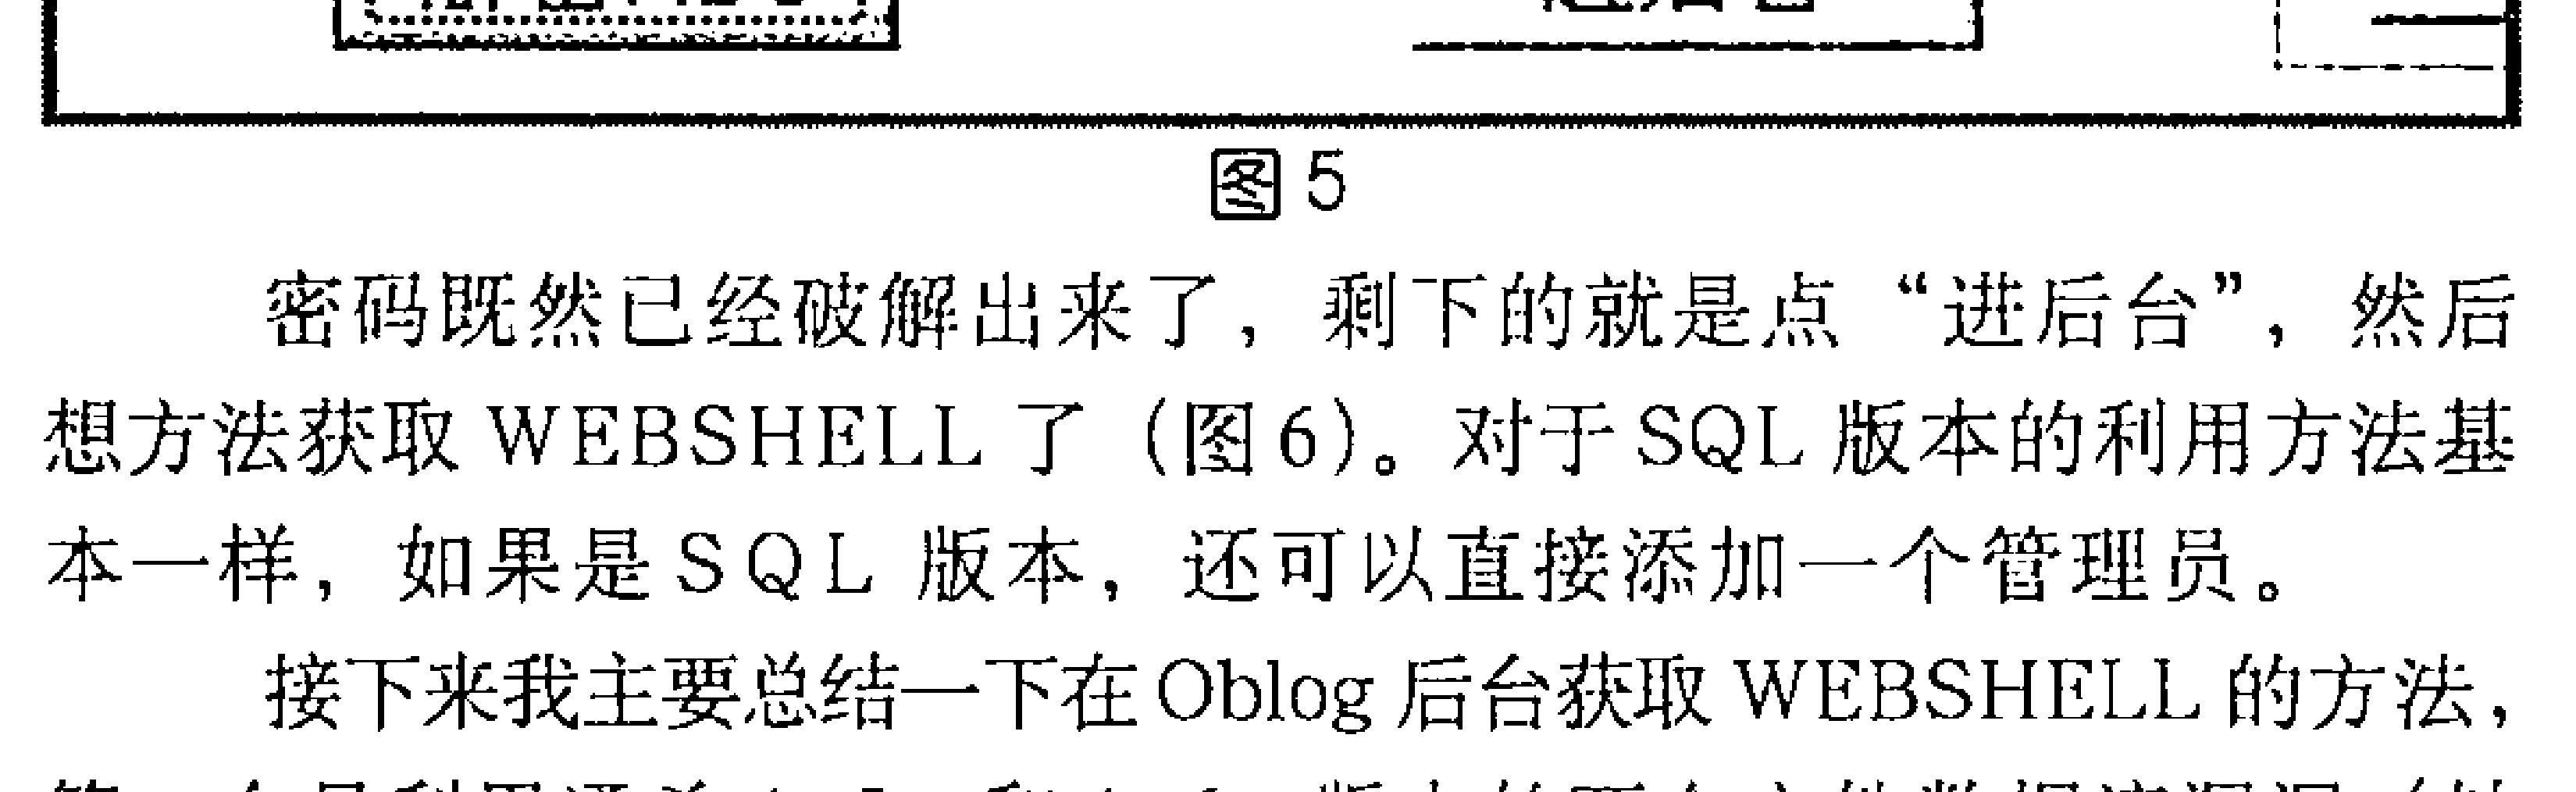 图5
密码既然已经破解出来了，剩下的就是点“进后台”，然后
想方法获取 WEBSHELL 了（图6）。对于 SQL 版本的利用方法基
本一样，如果是 SQL 版本，还可以直接添加一个管理员。
接下来我主要总结一下在 Oblog 后台获取 WEBSHELL 的方法，